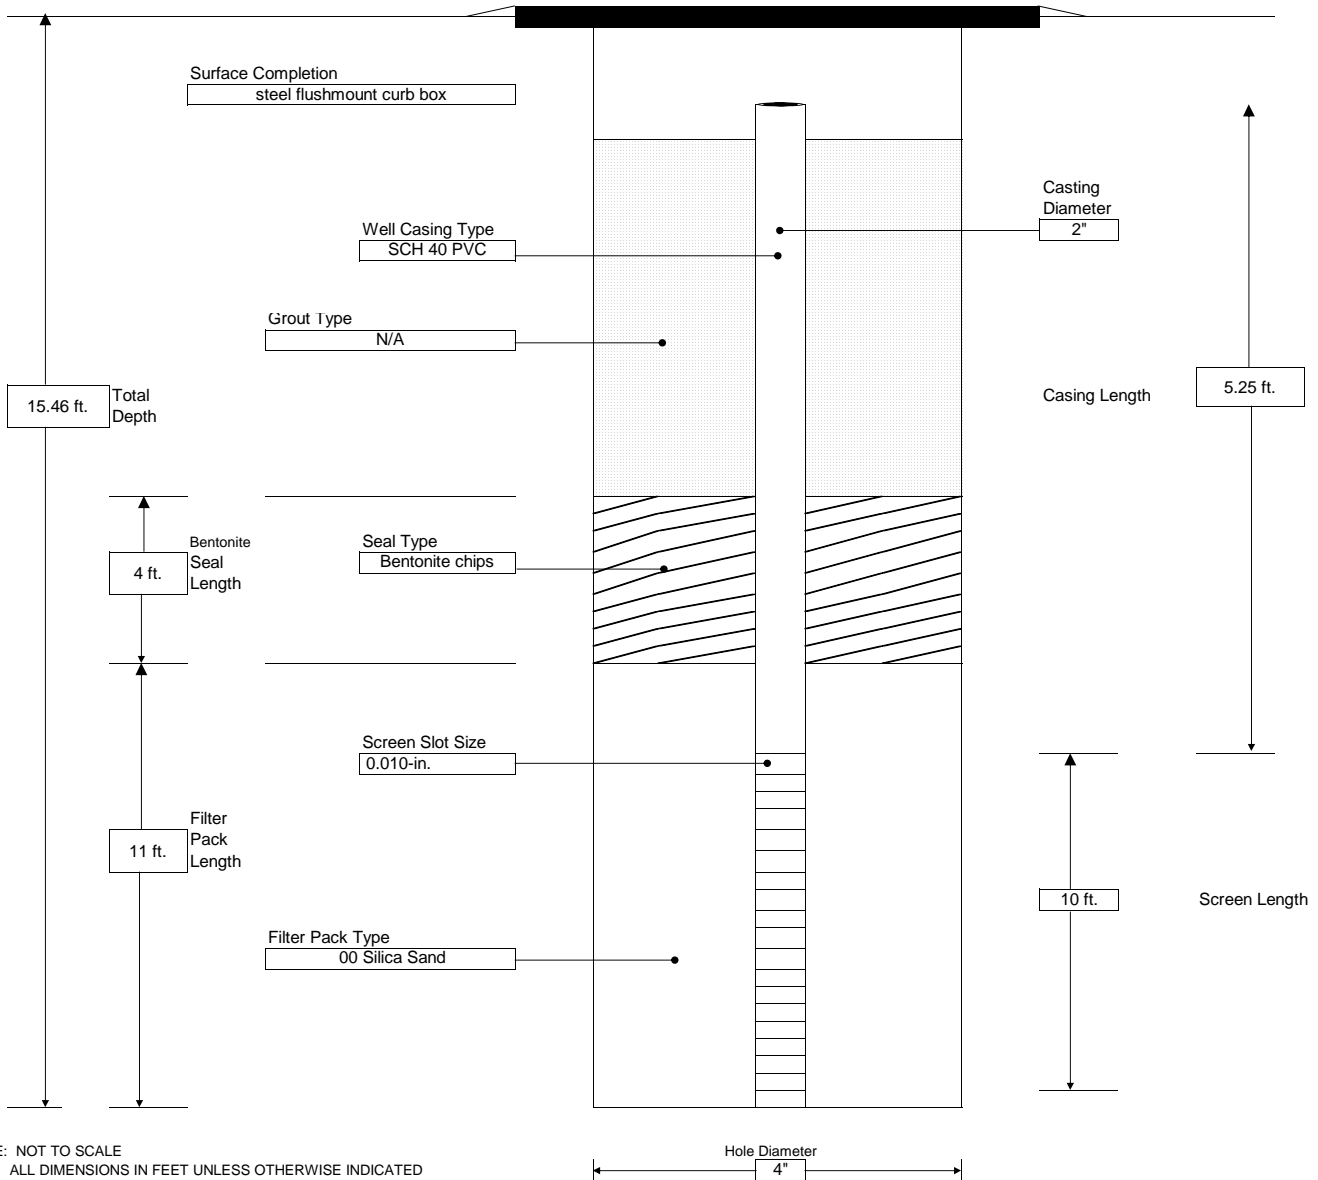 Surface Completion
steel flushmount curb box
Casting
Diameter
2"
Well Casing Type
SCH 40 PVC
Grout Type
N/A
15.46 ft.
Total
Depth
Casing Length
5.25 ft.
Bentonite
Seal
Length
4 ft.
Seal Type
Bentonite chips
Screen Slot Size
0.010-in.
Filter
Pack
Length
11 ft.
10 ft.
Screen Length
Filter Pack Type
00 Silica Sand
E: NOT TO SCALE
ALL DIMENSIONS IN FEET UNLESS OTHERWISE INDICATED
Hole Diameter
4"